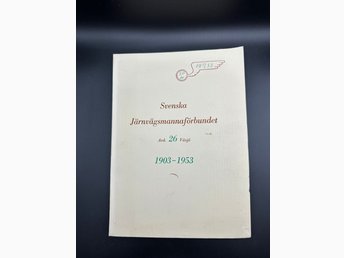 Svenska
Järnvägsmannaförbundet
Avd. 26 Växjö
1903-1953